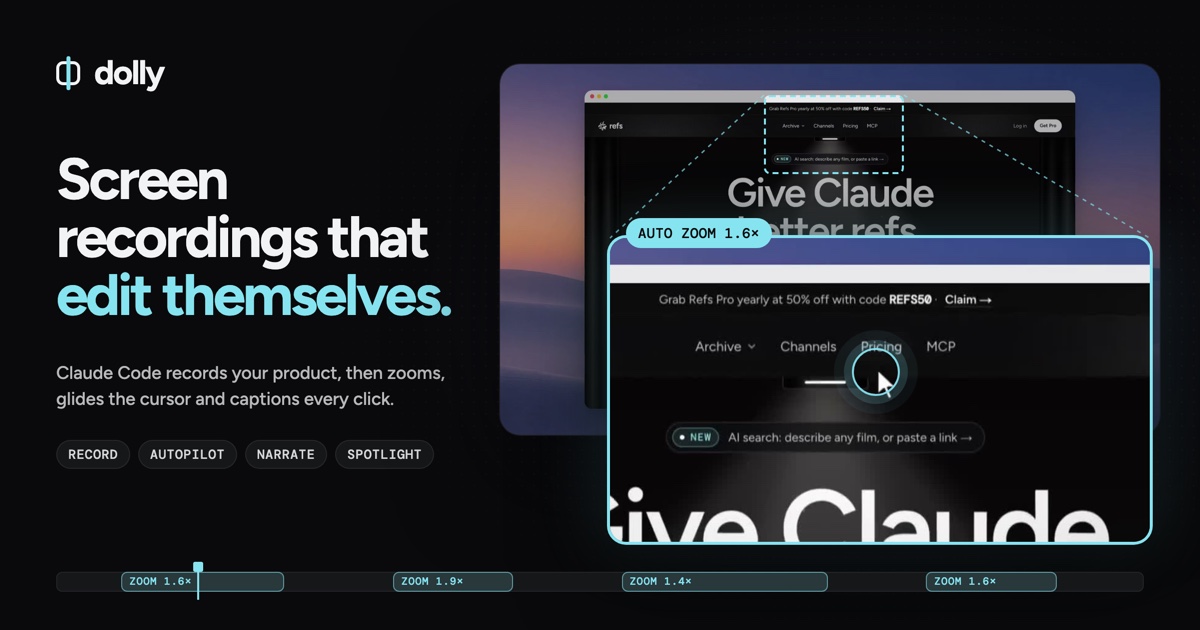 dolly
Screen
recordings that
edit themselves.
Claude Code records your product, then zooms,
glides the cursor and captions every click.
RECORD
AUTOPILOT
NARRATE
SPOTLIGHT
Grab Refs Pro yearly at 50% off with code REFS50 · Claim →
refs
Archive
Channels
Pricing
MCP
Log in
Get Pro
NEW
AI search: describe any film, or paste a link →
Give Claude
better refs
AUTO ZOOM 1.6×
Grab Refs Pro yearly at 50% off with code REFS50 · Claim →
Archive
Channels
Pricing
MCP
NEW
AI search: describe any film, or paste a link →
Give Claude
ZOOM 1.6×
ZOOM 1.9×
ZOOM 1.4×
ZOOM 1.6×